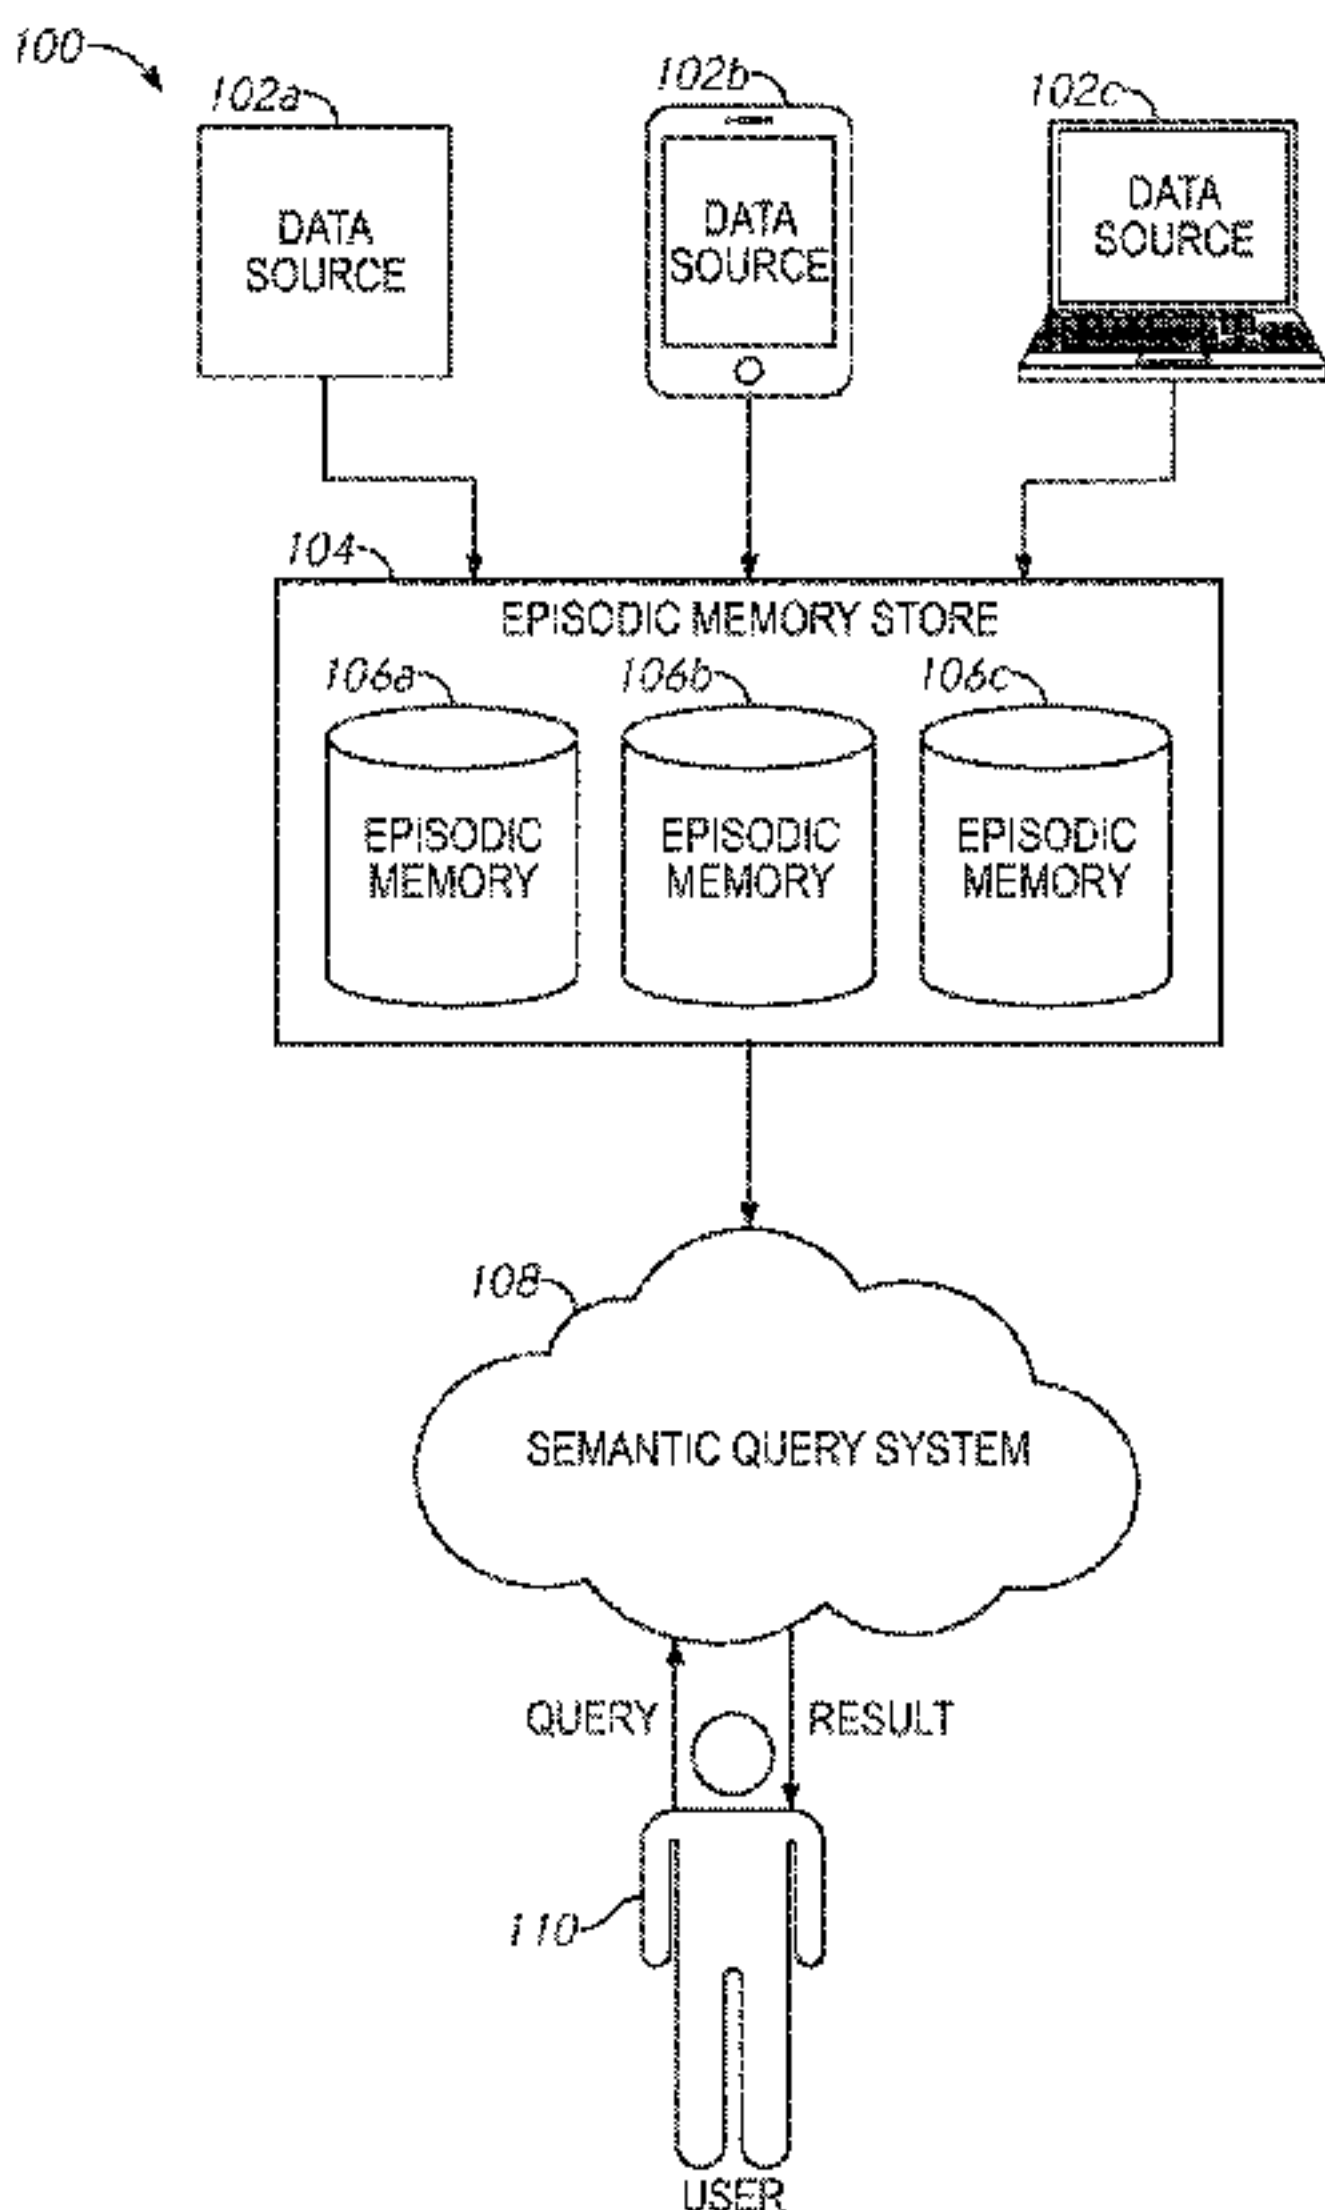 100
102a
102b
102c
DATA
SOURCE
DATA
SOURCE
DATA
SOURCE
104
EPISODIC MEMORY STORE
106a
106b
106c
EPISODIC
MEMORY
EPISODIC
MEMORY
EPISODIC
MEMORY
108
SEMANTIC QUERY SYSTEM
QUERY
RESULT
110
USER